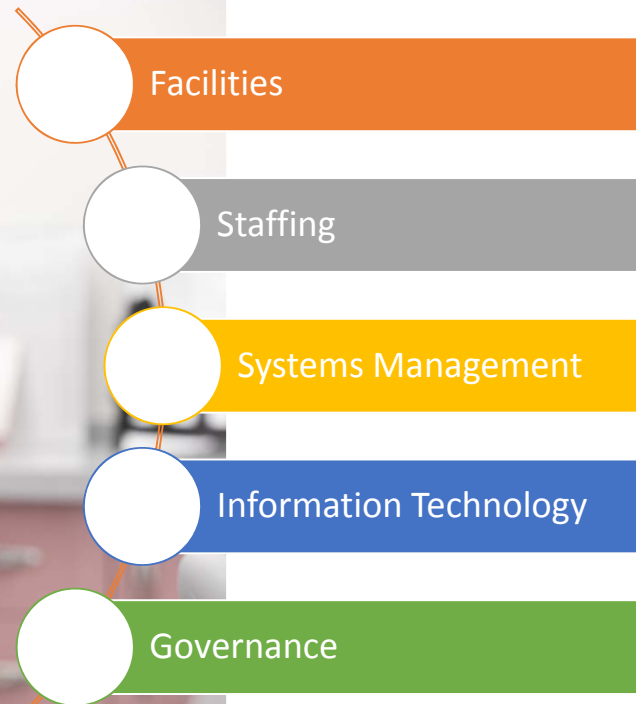 Facilities
Staffing
Systems Management
Information Technology
Governance